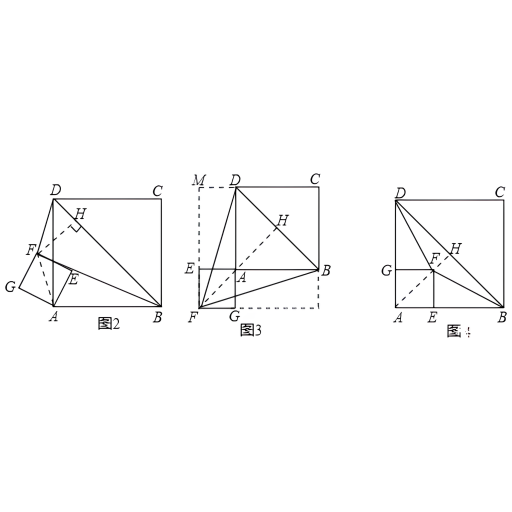 D C
H
F
G E
A B
图2
M D C
H
E A B
F G
图3
D C
G F H
A E B
图4